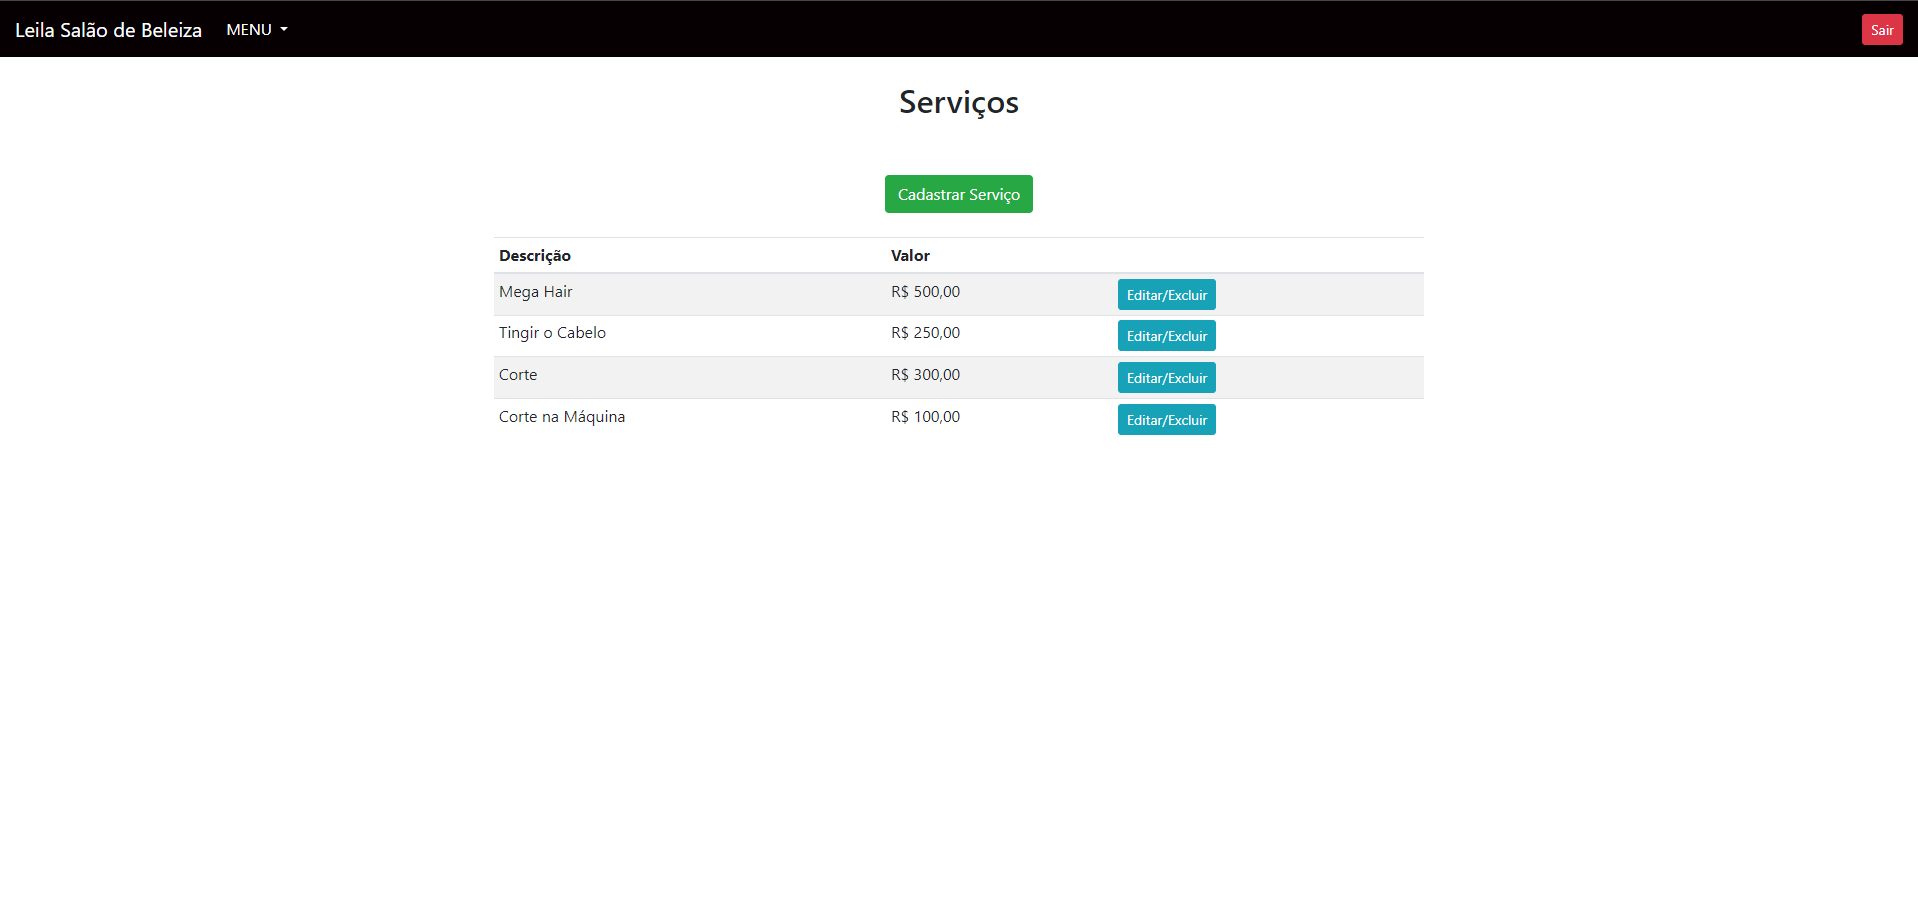 Leila Salão de Beleiza MENU Sair
Serviços
Cadastrar Serviço
Descrição Valor
Mega Hair R$ 500,00 Editar/Excluir
Tingir o Cabelo R$ 250,00 Editar/Excluir
Corte R$ 300,00 Editar/Excluir
Corte na Máquina R$ 100,00 Editar/Excluir